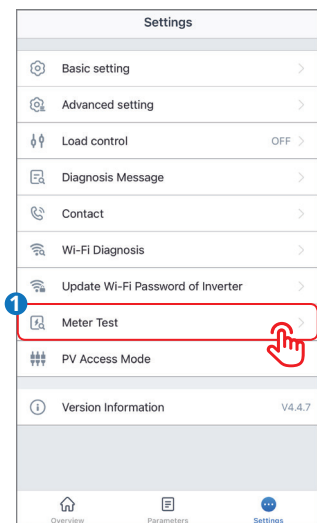 Settings
Basic setting
Advanced setting
Load control OFF
Diagnosis Message
Contact
Wi-Fi Diagnosis
Update Wi-Fi Password of Inverter
1
Meter Test
PV Access Mode
Version Information V4.4.7
Overview Parameters Settings